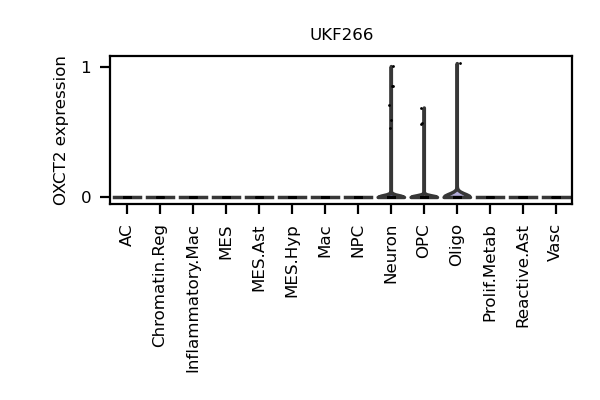 UKF266
OXCT2 expression
1
0
AC
Chromatin.Reg
Inflammatory.Mac
MES
MES.Ast
MES.Hyp
Mac
NPC
Neuron
OPC
Oligo
Prolif.Metab
Reactive.Ast
Vasc